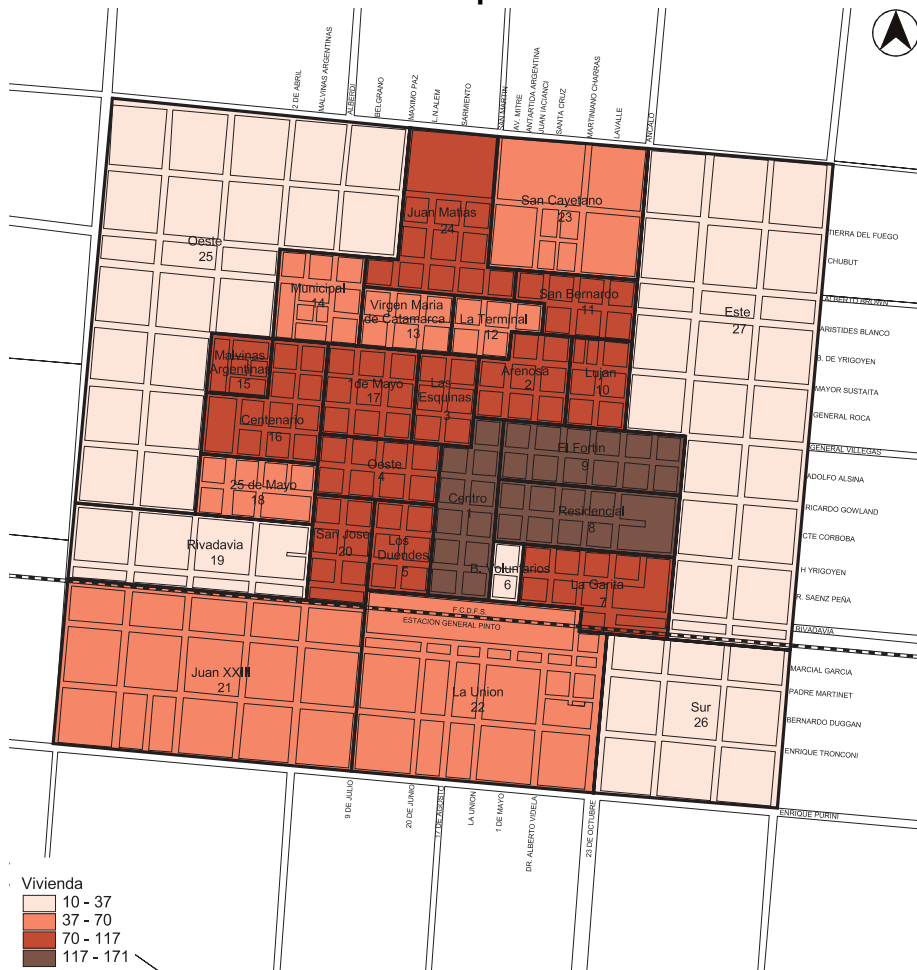 2 DE ABRIL
MALVINAS ARGENTINAS
ALBERDI
BELGRANO
MAXIMO PAZ
L.N.ALEM
SARMIENTO
SAN MARTIN
AV. MITRE
ANTARTIDA ARGENTINA
JUAN IACIANCI
SANTA CRUZ
MARTINIANO CHARRAS
LAVALLE
ANCALO
Juan Matias
24
San Cayetano
23
Oeste
25
TIERRA DEL FUEGO
CHUBUT
ALBERTO BROWN
Municipal
14
San Bernardo
11
Virgen Maria
de Catamarca
13
La Terminal
12
Este
27
ARISTIDES BLANCO
B. DE YRIGOYEN
MAYOR SUSTAITA
GENERAL ROCA
Malvinas
Argentinas
15
1 de Mayo
17
Las
Esquinas
3
Arenosa
2
Lujan
10
Centenario
16
El Fortin
9
GENERAL VILLEGAS
ADOLFO ALSINA
Oeste
4
25 de Mayo
18
Centro
1
Residencial
8
RICARDO GOWLAND
CTE CORBOBA
San Jose
20
Los
Duendes
5
Rivadavia
19
B. Voluntarios
6
La Garita
7
H YRIGOYEN
R. SAENZ PEÑA
RIVADAVIA
F.C.D.F.S.
ESTACION GENERAL PINTO
Juan XXIII
21
La Union
22
Sur
26
MARCIAL GARCIA
PADRE MARTINET
BERNARDO DUGGAN
ENRIQUE TRONCONI
ENRIQUE PURINI
9 DE JULIO
20 DE JUNIO
17 DE AGOSTO
LA UNION
1 DE MAYO
DR. ALBERTO VIDELA
23 DE OCTUBRE
Vivienda
10 - 37
37 - 70
70 - 117
117 - 171